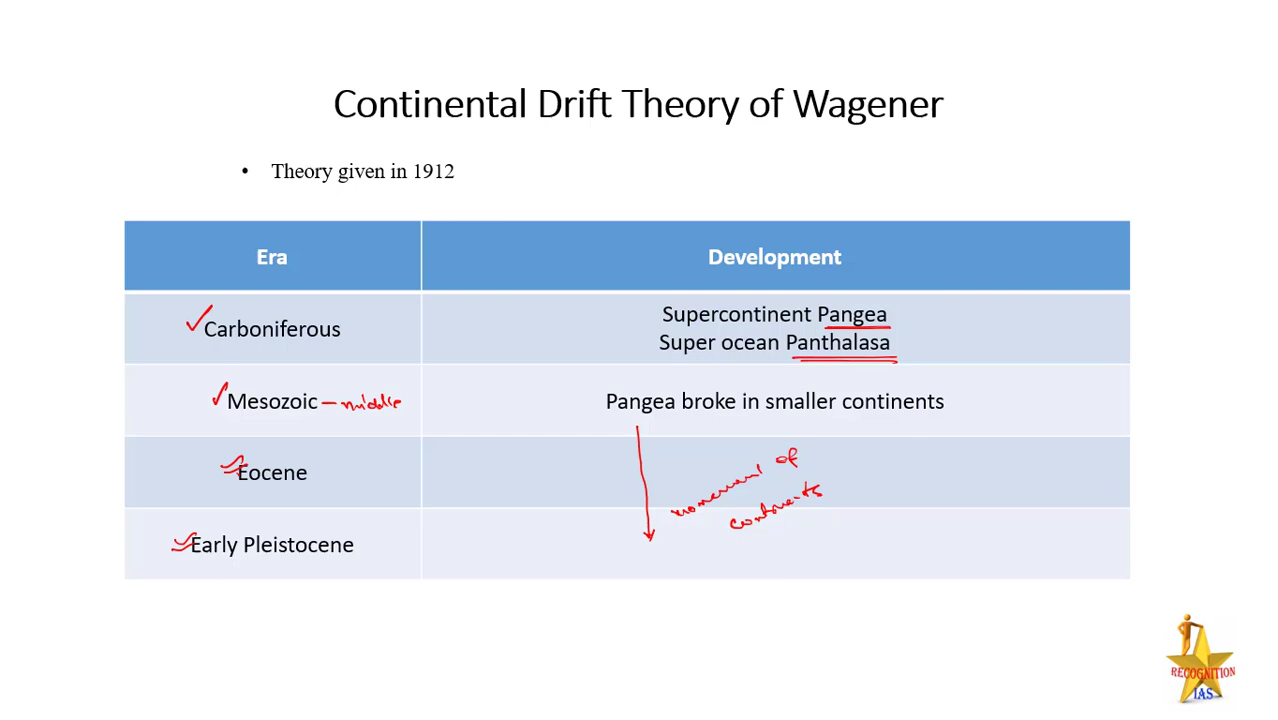 Continental Drift Theory of Wagener
• Theory given in 1912
Era Development
Carboniferous
Supercontinent Pangea
Super ocean Panthalasa
Mesozoic – middle
Pangea broke in smaller continents
Eocene
movement of
continents
Early Pleistocene
RECOGNITION
IAS